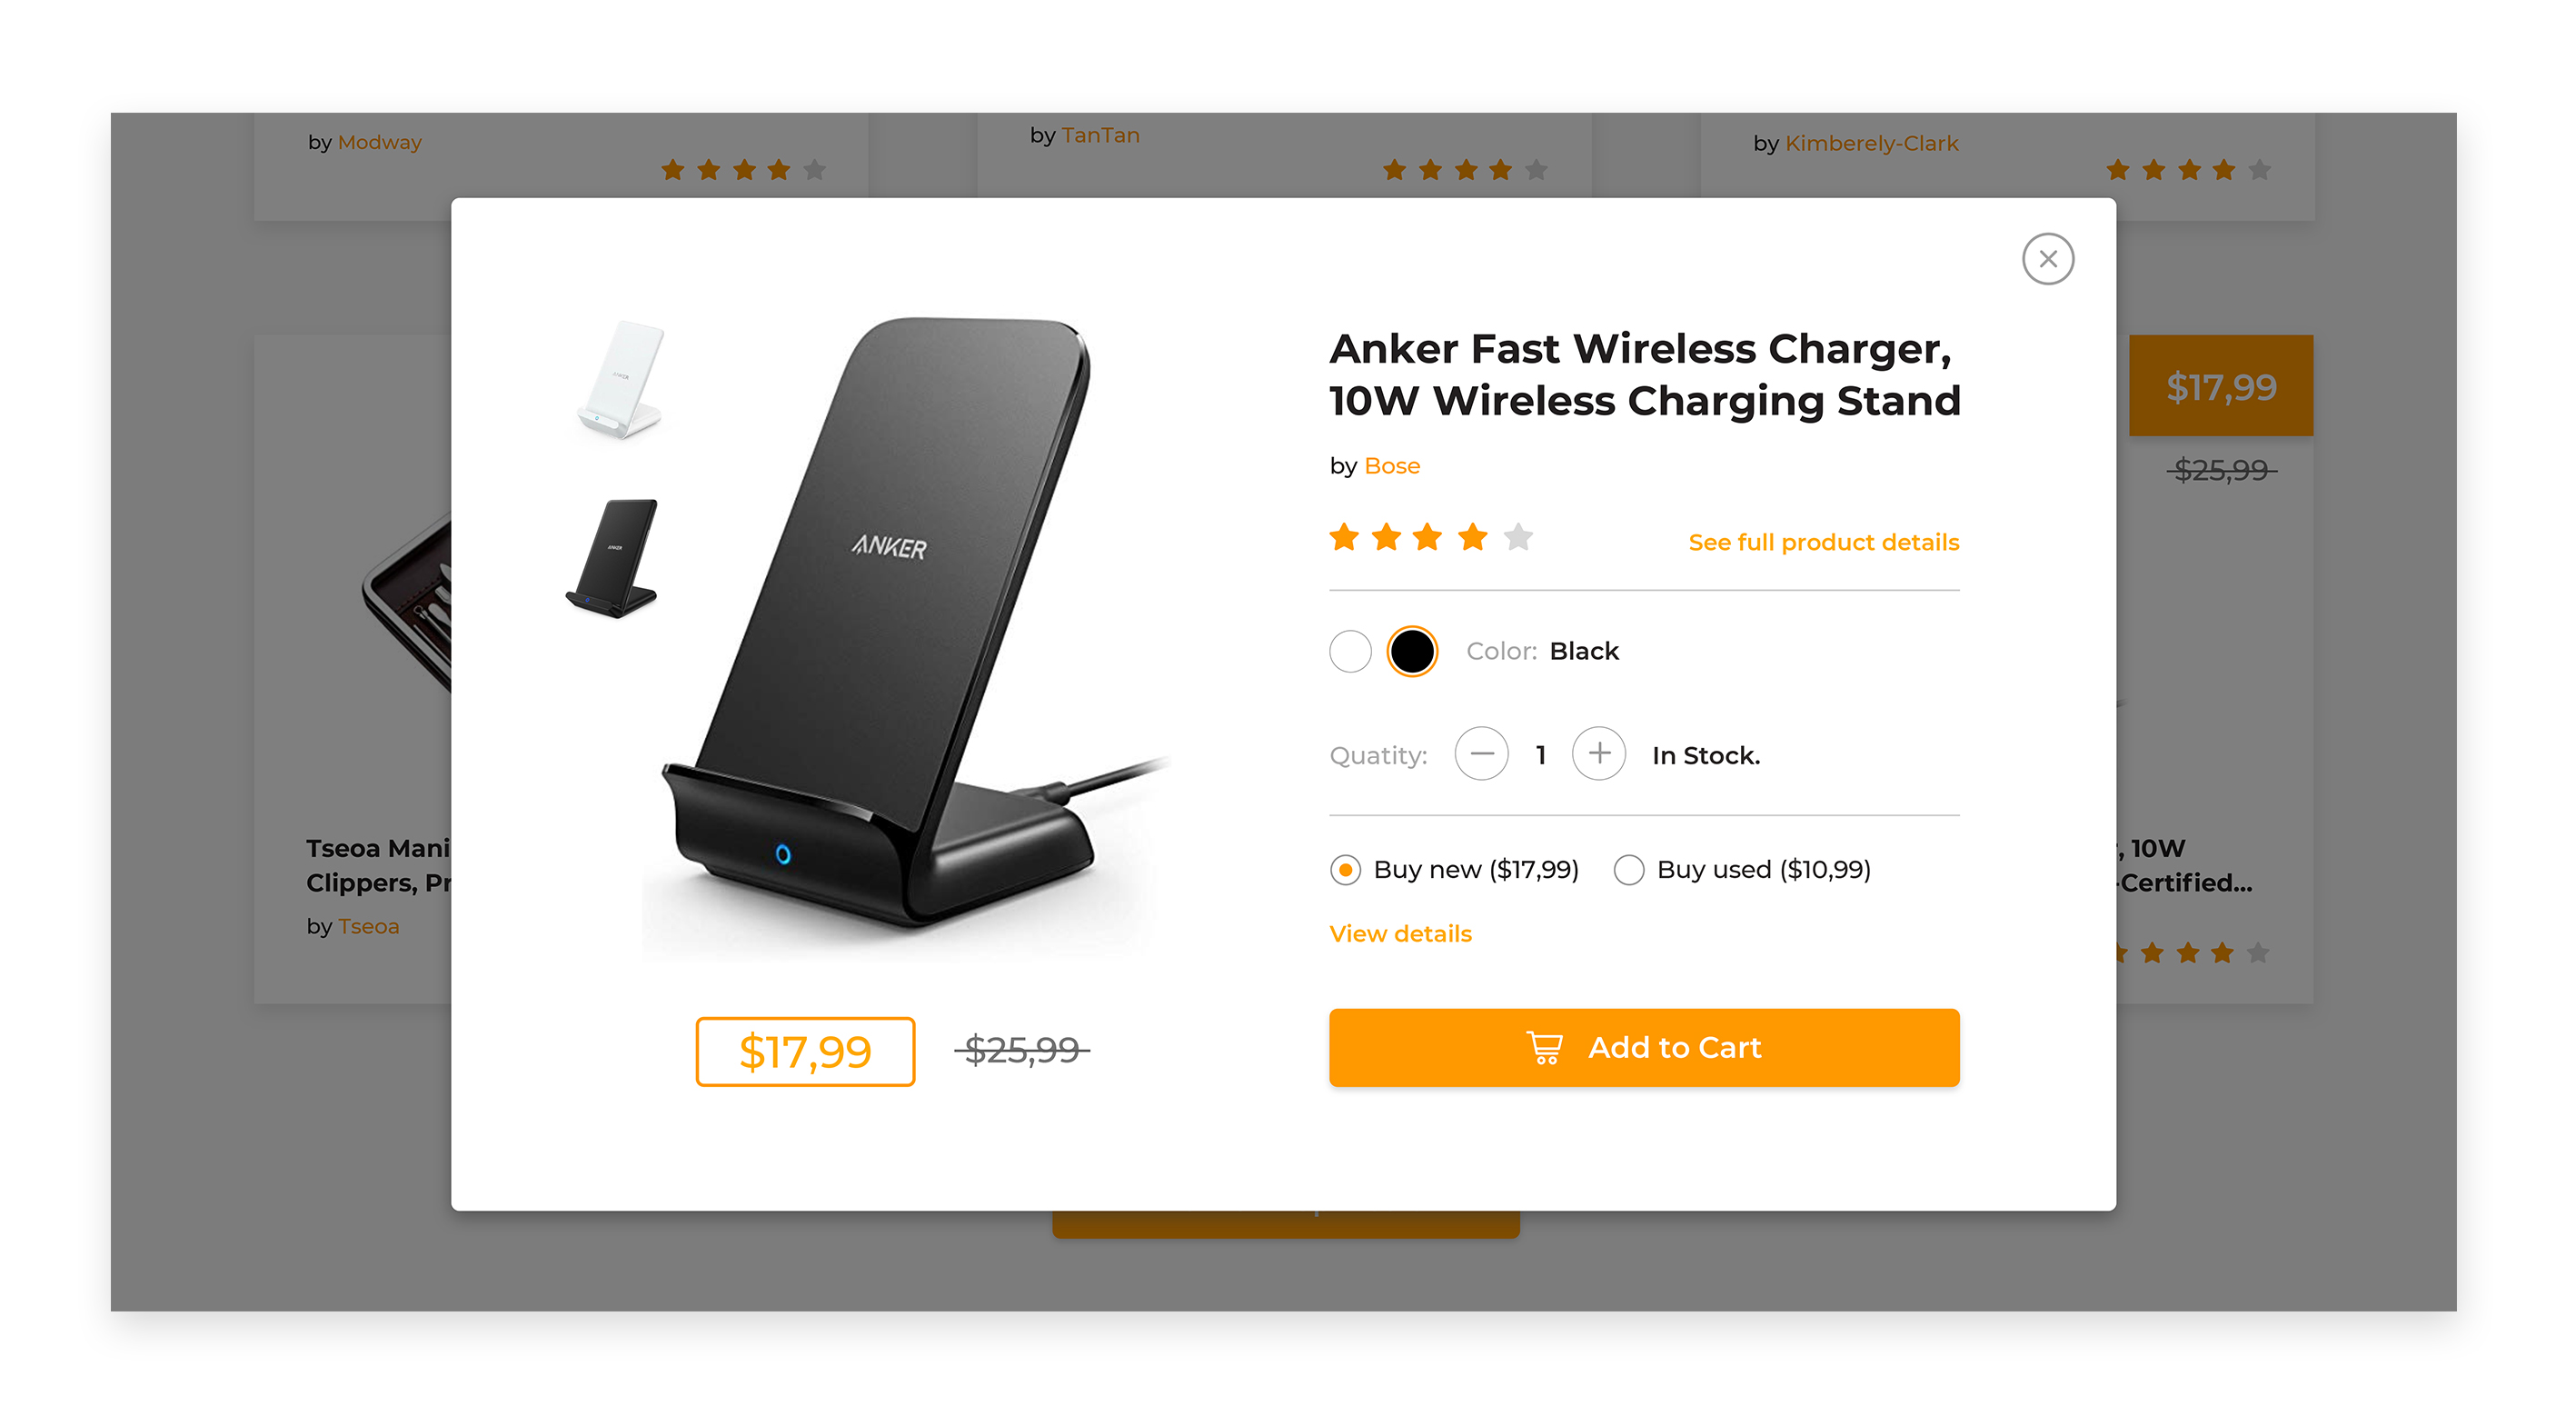 by Modway
by TanTan
by Kimberely-Clark
Anker Fast Wireless Charger,
10W Wireless Charging Stand
by Bose
See full product details
ANKER
ANKER
ANKER
Color: Black
Quatity: 1 In Stock.
Buy new ($17,99) Buy used ($10,99)
View details
$17,99 $25,99
Add to Cart
$17,99
$25,99
Tseoa Mani
Clippers, Pr
by Tseoa
, 10W
-Certified...